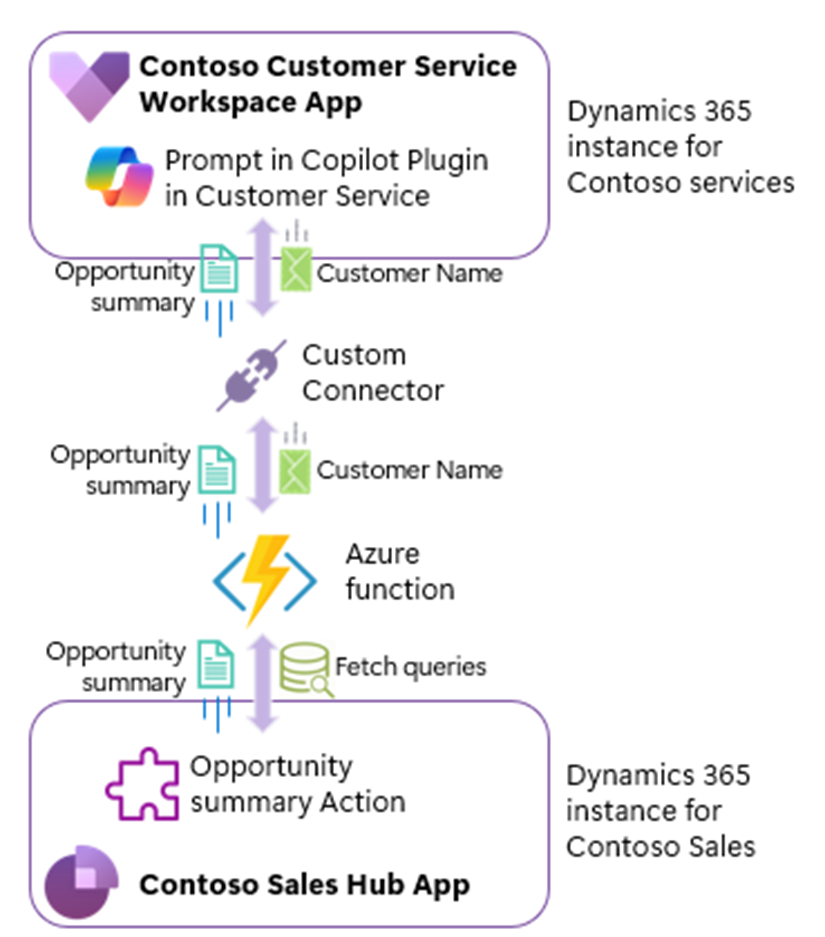 Contoso Customer Service
Workspace App
Prompt in Copilot Plugin
in Customer Service
Dynamics 365
instance for
Contoso services
Opportunity
summary
Customer Name
Custom
Connector
Opportunity
summary
Customer Name
Azure
function
Opportunity
summary
Fetch queries
Opportunity
summary Action
Contoso Sales Hub App
Dynamics 365
instance for
Contoso Sales